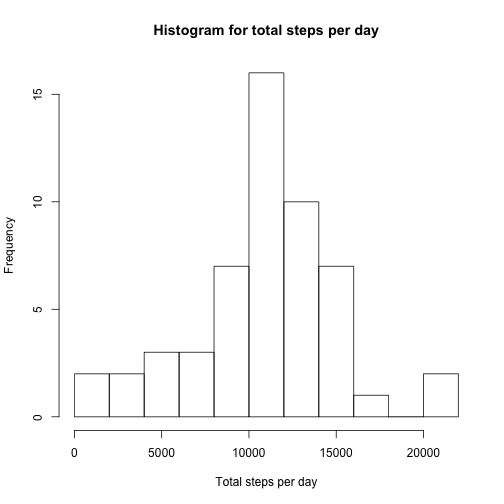 Histogram for total steps per day
Frequency
15
10
5
0
0 5000 10000 15000 20000
Total steps per day